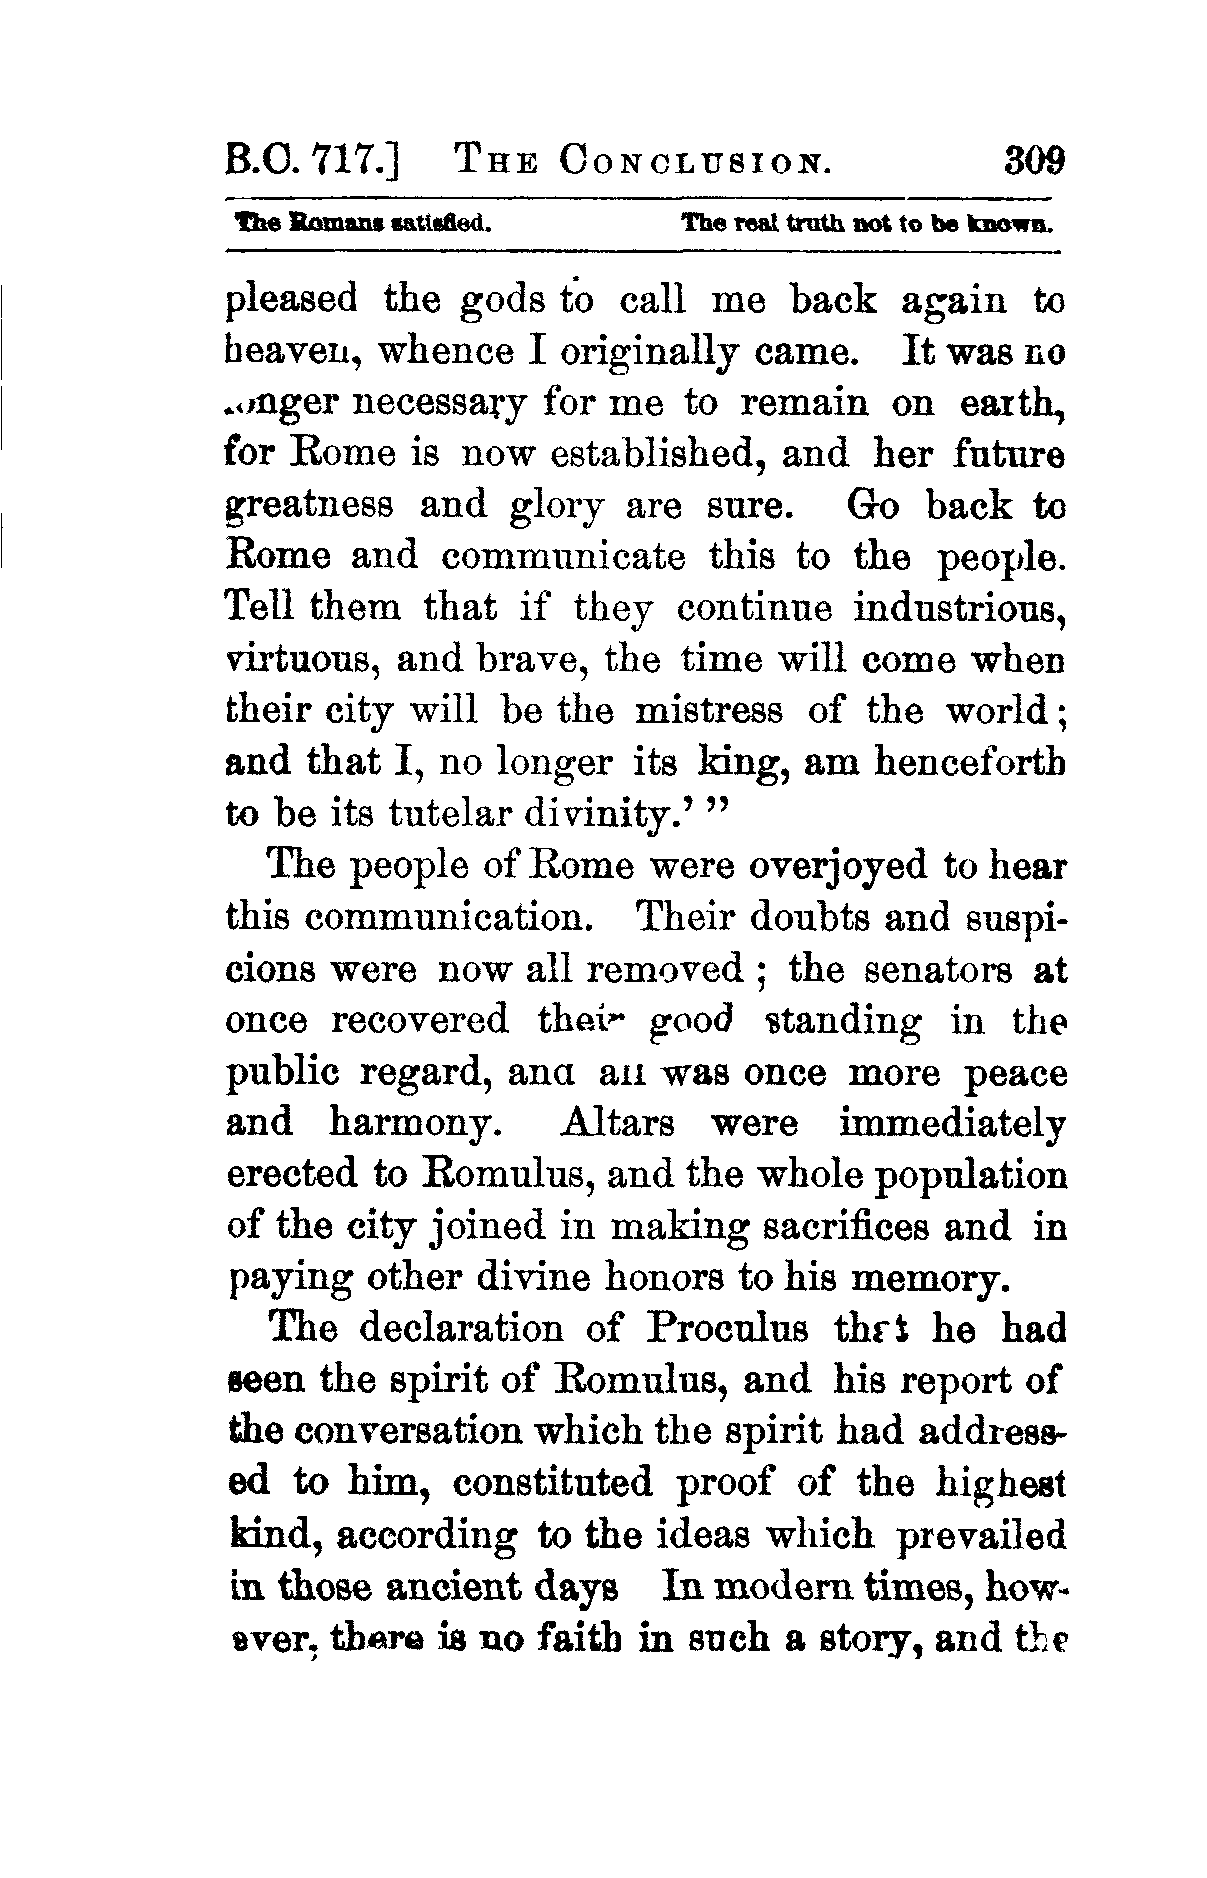 B.C. 717.] THE CONCLUSION. 309
The Romans satisfied. The real truth not to be known.
pleased the gods to call me back again to
heaven, whence I originally came. It was no
longer necessary for me to remain on earth,
for Rome is now established, and her future
greatness and glory are sure. Go back to
Rome and communicate this to the people.
Tell them that if they continue industrious,
virtuous, and brave, the time will come when
their city will be the mistress of the world;
and that I, no longer its king, am henceforth
to be its tutelar divinity.’ ”
The people of Rome were overjoyed to hear
this communication. Their doubts and suspi-
cions were now all removed; the senators at
once recovered their good standing in the
public regard, and all was once more peace
and harmony. Altars were immediately
erected to Romulus, and the whole population
of the city joined in making sacrifices and in
paying other divine honors to his memory.
The declaration of Proculus that he had
seen the spirit of Romulus, and his report of
the conversation which the spirit had address-
ed to him, constituted proof of the highest
kind, according to the ideas which prevailed
in those ancient days In modern times, how-
ever, there is no faith in such a story, and the